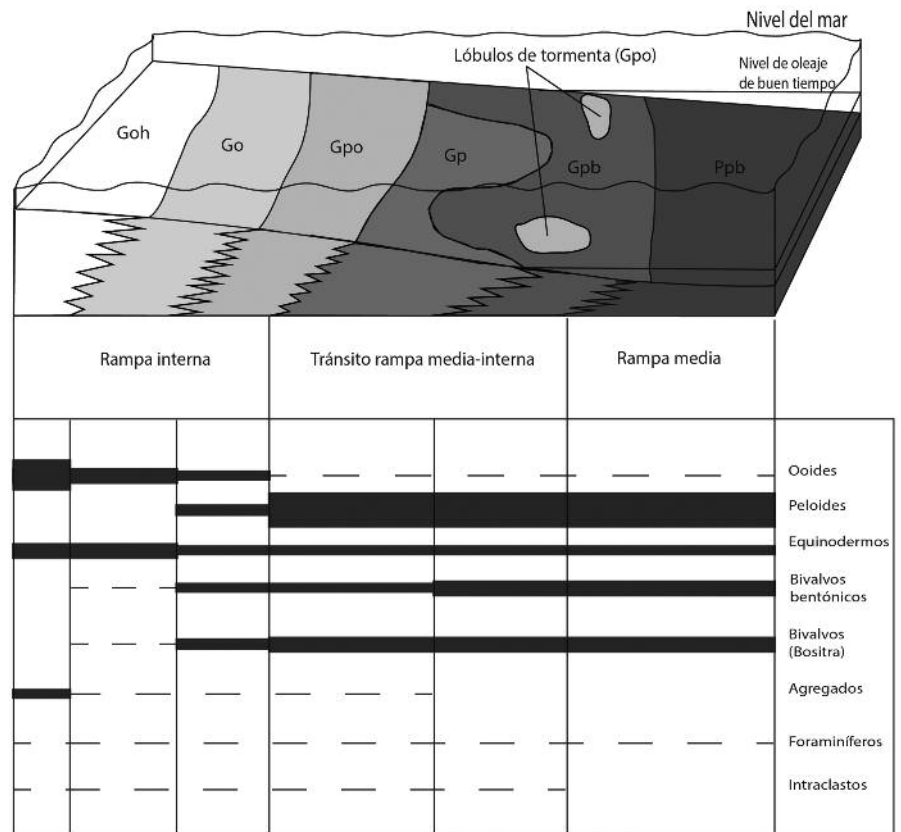 Nivel del mar
Lóbulos de tormenta (Gpo)
Nivel de oleaje
de buen tiempo
Goh
Go
Gpo
Gp
Gpb
Ppb
Rampa interna
Tránsito rampa media-interna
Rampa media
Ooides
Peloides
Equinodermos
Bivalvos
bentónicos
Bivalvos
(Bositra)
Agregados
Foraminíferos
Intraclastos